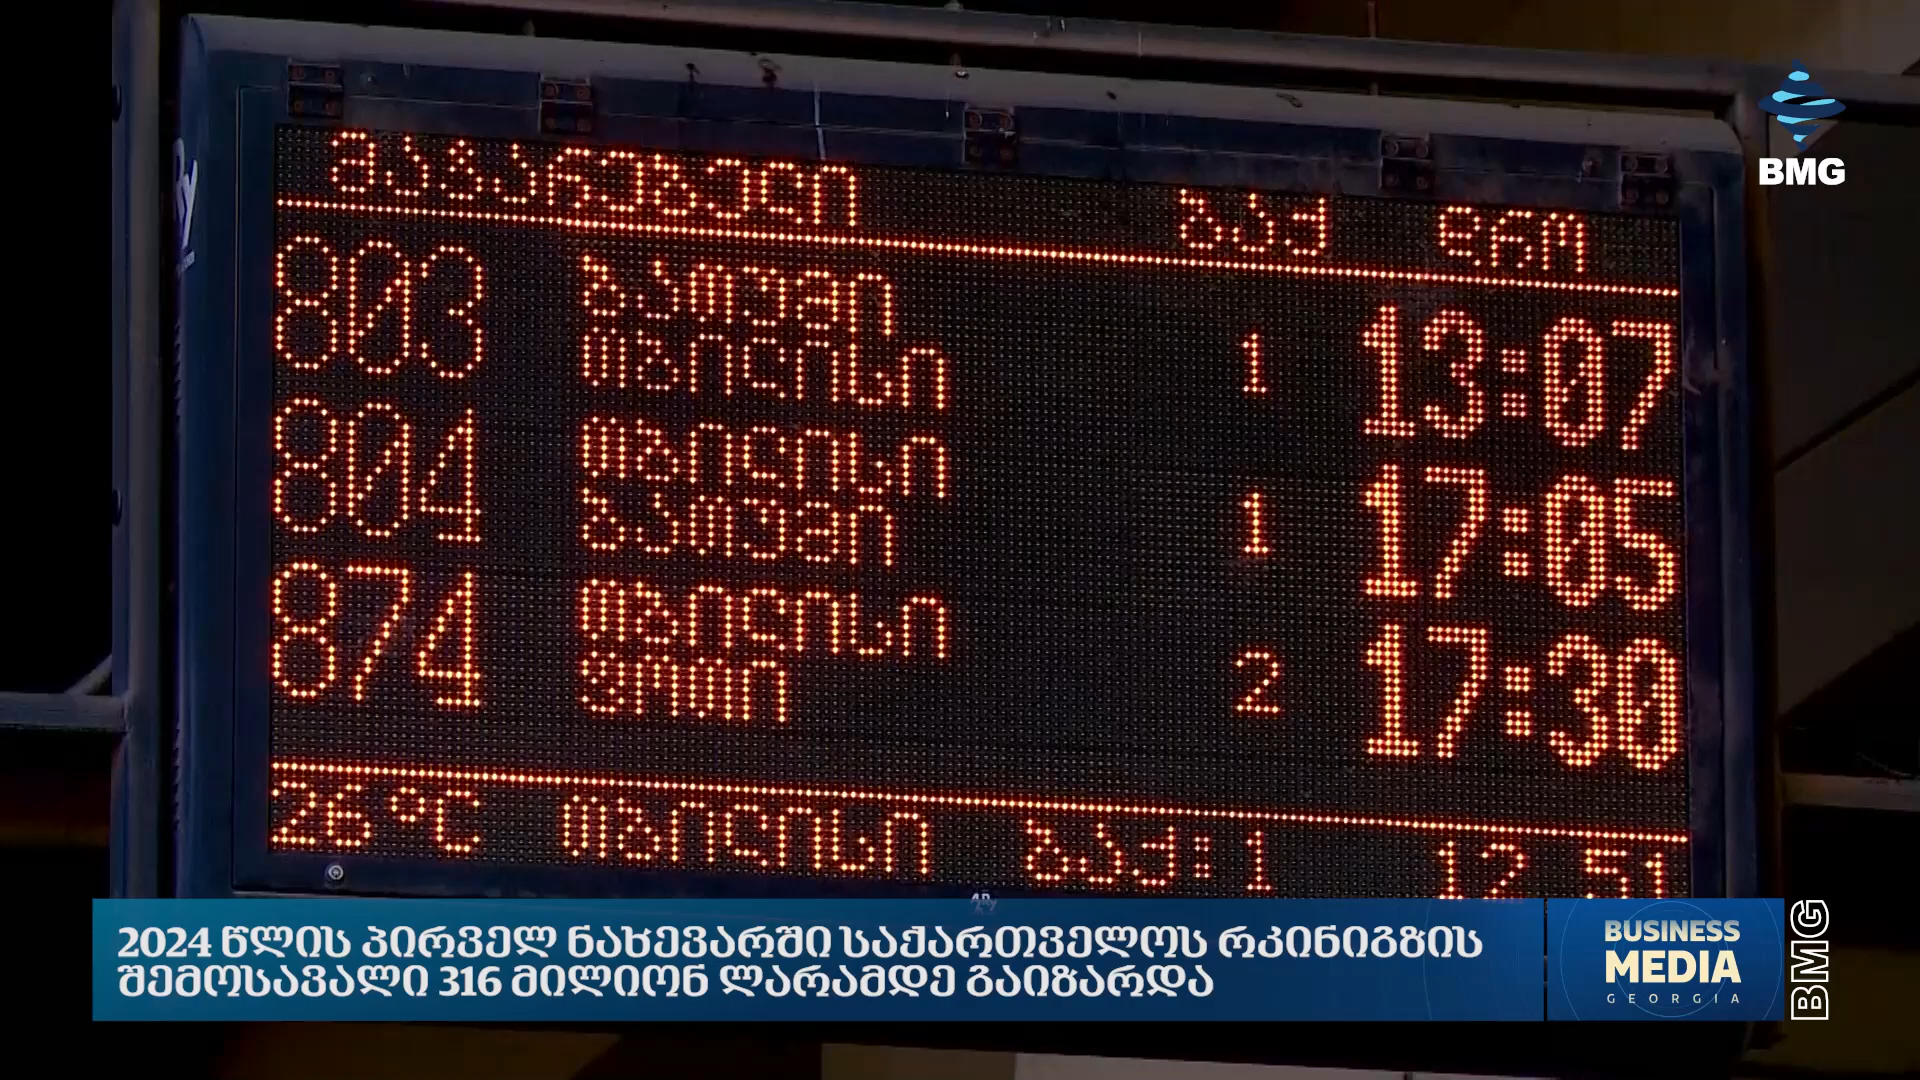 BMG
მატარებელი ბაქ დრო
803 ბათუმი
თბილისი 1 13:07
804 თბილისი
ბათუმი 1 17:05
874 თბილისი
ფოთი 2 17:30
26°C თბილისი ბაქ:1 12 51
2024 წლის პირველ ნახევარში საქართველოს რკინიგზის
შემოსავალი 316 მილიონ ლარამდე გაიზარდა
BUSINESS
MEDIA
GEORGIA
BMG